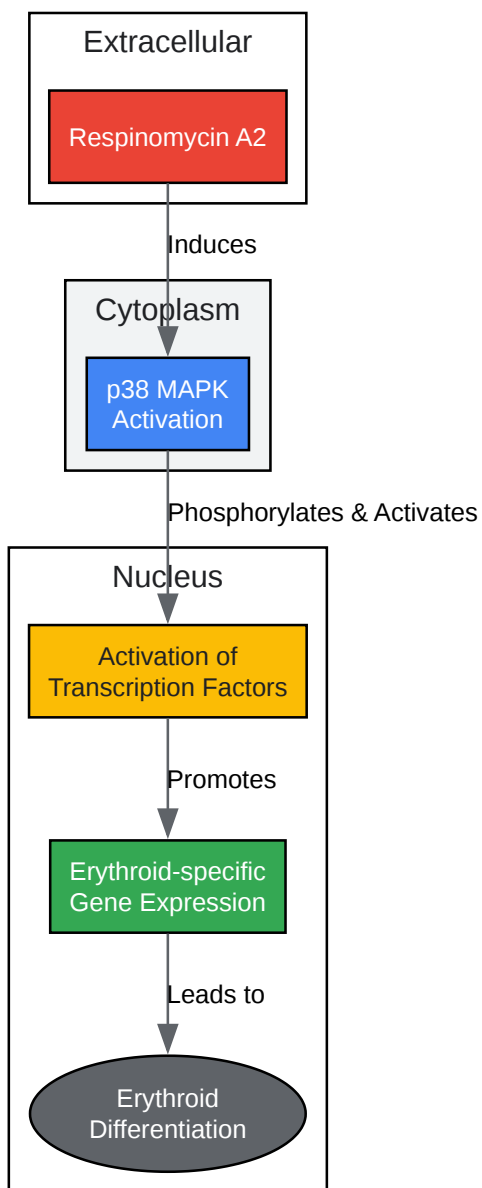 Extracellular
Respinomycin A2
Induces
Cytoplasm
p38 MAPK
Activation
Phosphorylates & Activates
Nucleus
Activation of
Transcription Factors
Promotes
Erythroid-specific
Gene Expression
Leads to
Erythroid
Differentiation